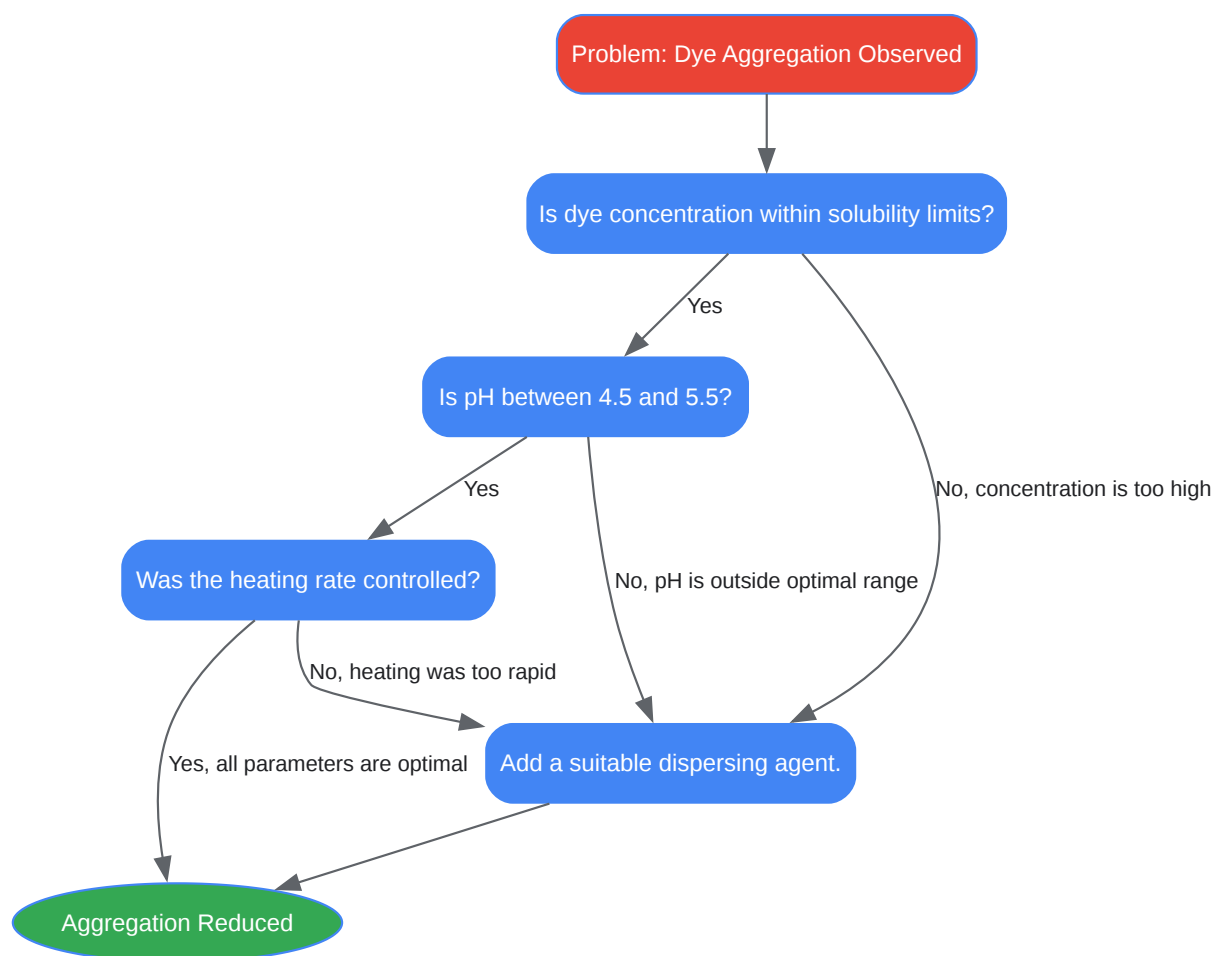 Problem: Dye Aggregation Observed
Is dye concentration within solubility limits?
Yes
Is pH between 4.5 and 5.5?
Yes
No, concentration is too high
Was the heating rate controlled?
No, pH is outside optimal range
No, heating was too rapid
Yes, all parameters are optimal
Add a suitable dispersing agent.
Aggregation Reduced